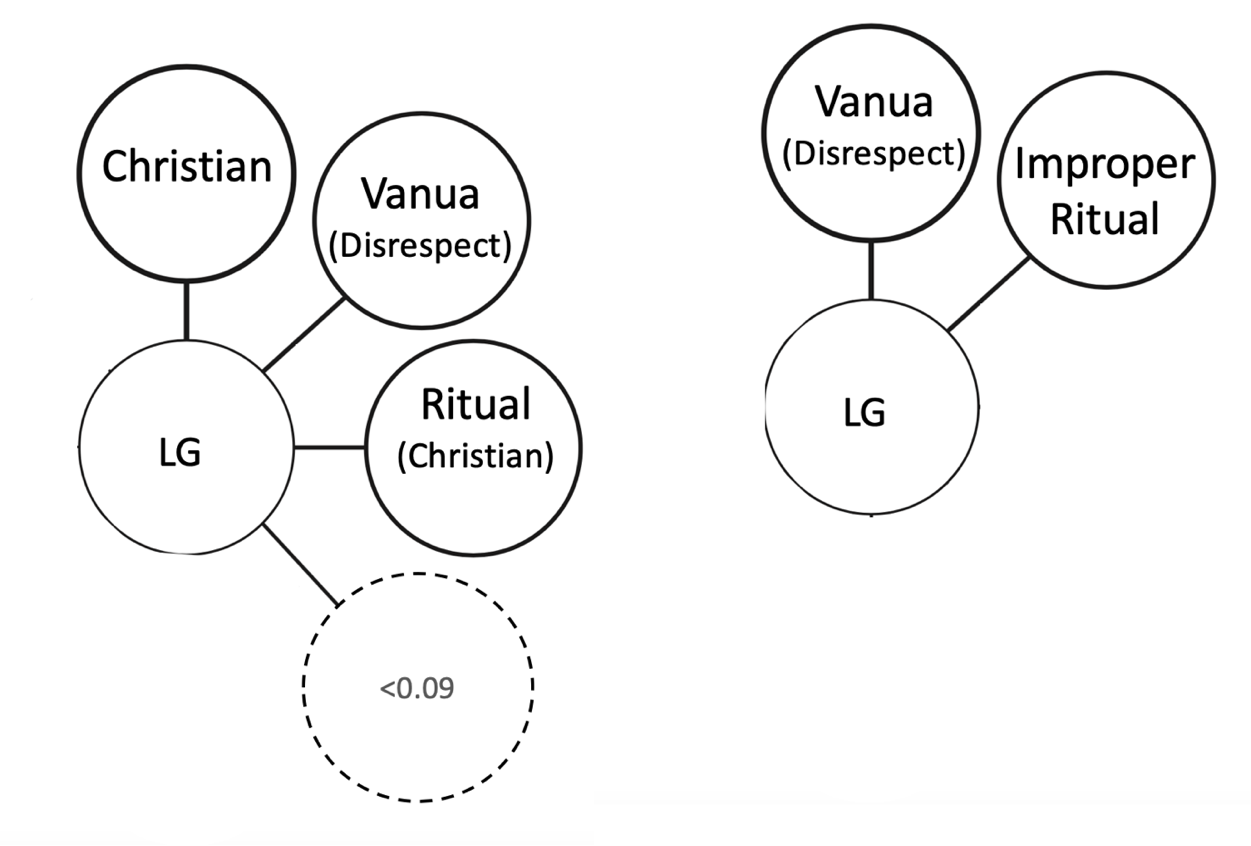 Christian
Vanua
(Disrespect)
Ritual
(Christian)
LG
<0.09
Vanua
(Disrespect)
Improper
Ritual
LG